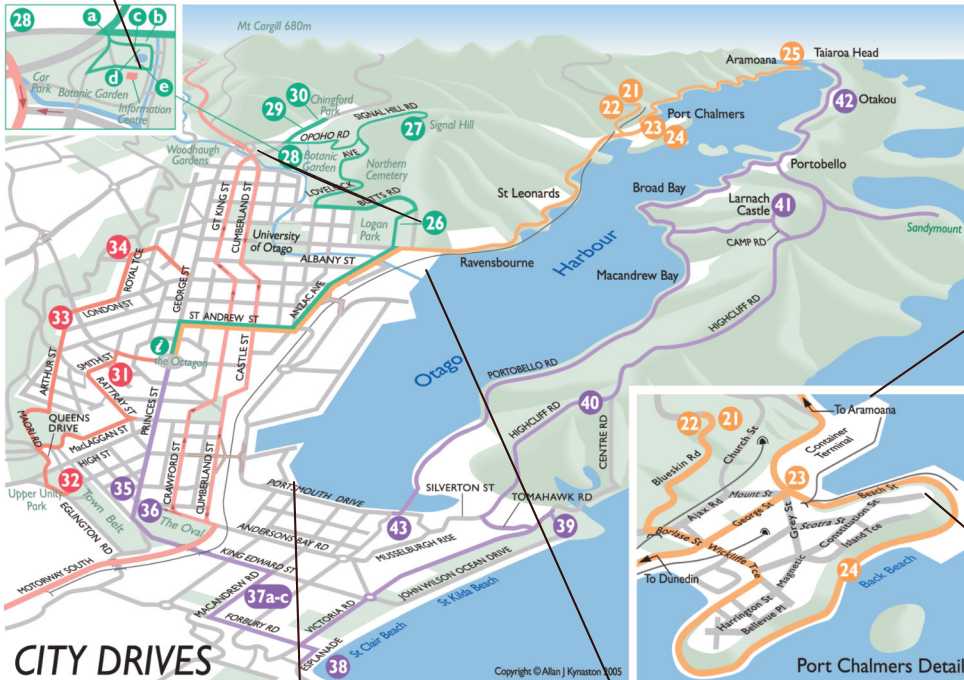 28
a
c
b
d
e
Car
Park
Botanic Garden
Information
Centre
Mt Cargill 680m
30
Chingford
Park
29
SIGNAL HILL RD
OPOHO RD
27
Signal Hill
Woodhaugh
Gardens
28
Botanic
Garden
AVE
Northern
Cemetery
LOVELOCK
BUTTS RD
Logan
Park
26
GT KING ST
CUMBERLAND ST
University
of Otago
ALBANY ST
34
ROYAL TCE
GEORGE ST
ANZAC AVE
33
LONDON ST
ST ANDREW ST
i
the Octagon
ARTHUR ST
SMITH ST
31
RATTRAY ST
CASTLE ST
PRINCES ST
QUEENS
DRIVE
MAORI RD
MacLAGGAN ST
HIGH ST
CRAWFORD ST
CUMBERLAND ST
32
Upper Unity
Park
Town Belt
35
36
The Oval
EGLINGTON RD
MOTORWAY SOUTH
PORTSMOUTH DRIVE
ANDERSONS BAY RD
KING EDWARD ST
MACANDREW RD
37a-c
FORBURY RD
VICTORIA RD
ESPLANADE
38
St Clair Beach
St Kilda Beach
JOHN WILSON OCEAN DRIVE
43
SILVERTON ST
MUSSELBURGH RISE
TOMAHAWK RD
39
40
CENTRE RD
HIGHCLIFF RD
PORTOBELLO RD
HIGHCLIFF RD
Otago
Harbour
Ravensbourne
St Leonards
Macandrew Bay
Broad Bay
Larnach
Castle
41
CAMP RD
Portobello
Sandymount
42
Otakou
Taiaroa Head
Aramoana
25
21
22
Port Chalmers
23
24
CITY DRIVES
Copyright © Allan J Kynaston 2005
To Aramoana
22
21
Church St
Container
Terminal
Blueskin Rd
23
Beach St
Mount St
Ajax Rd
George St
Gray St
Scotia St
Constitution St
Island Tce
Borlase St
Wickliffe Tce
To Dunedin
Magnetic
24
Back Beach
Harrington St
Bellevue Pl
Port Chalmers Detail